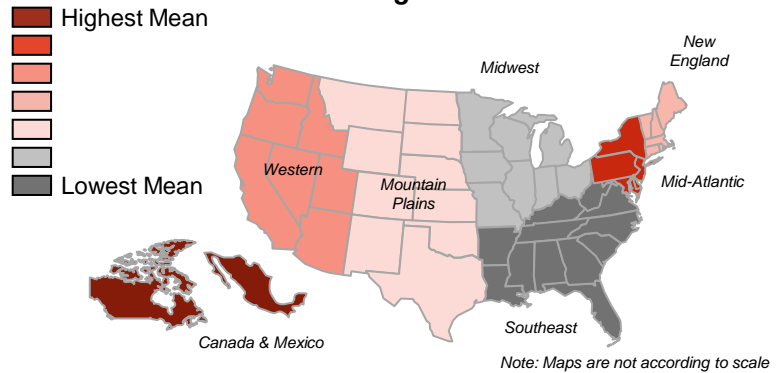 Highest Mean
Lowest Mean
New
England
Midwest
Western
Mountain
Plains
Mid-Atlantic
Southeast
Canada & Mexico
Note: Maps are not according to scale